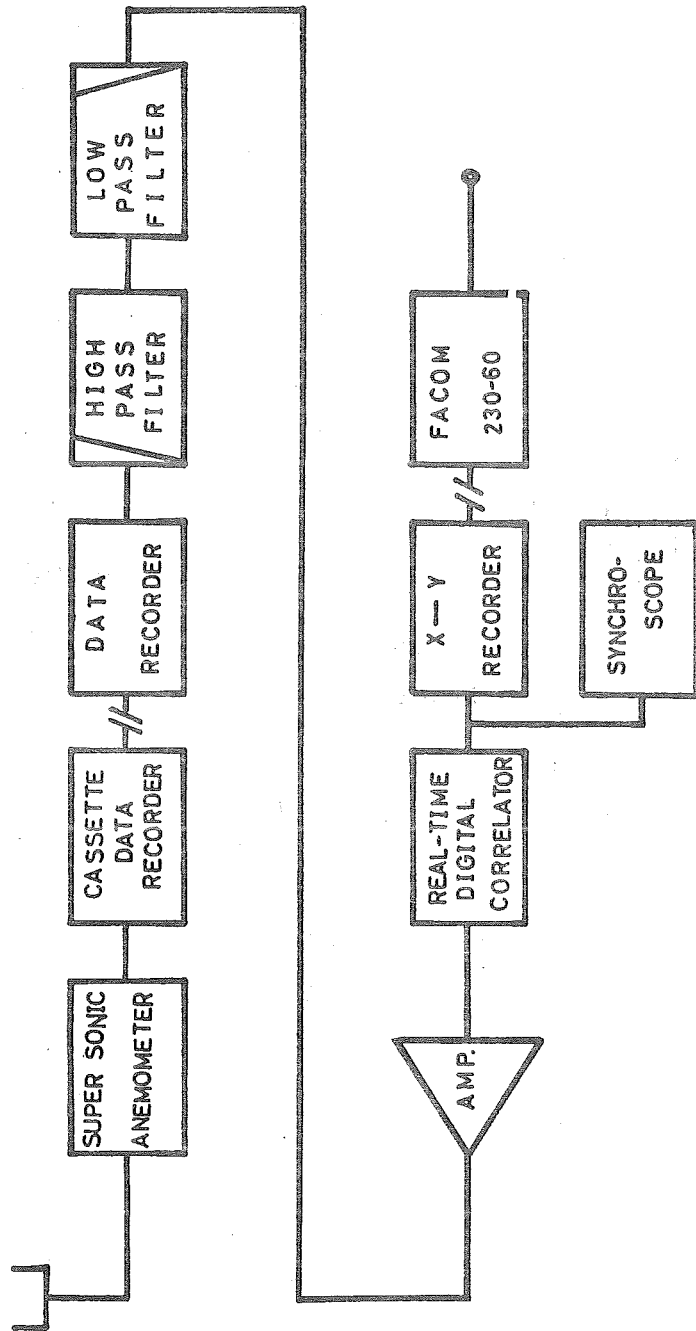 SUPER SONIC
ANEMOMETER
CASSETTE
DATA
RECORDER
DATA
RECORDER
HIGH
PASS
FILTER
LOW
PASS
FILTER
AMP.
REAL-TIME
DIGITAL
CORRELATOR
X—Y
RECORDER
SYNCHRO-
SCOPE
FACOM
230-60